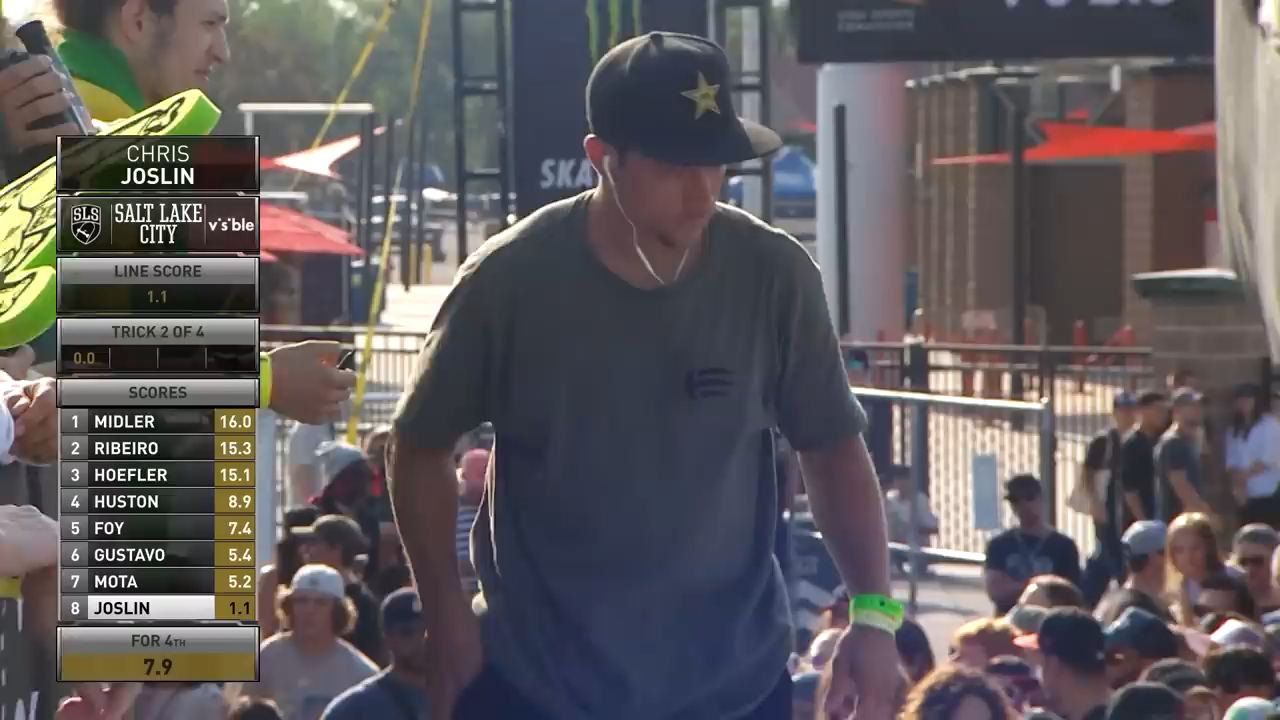 CHRIS
JOSLIN
SLS
SALT LAKE
CITY
visible
LINE SCORE
1.1
TRICK 2 OF 4
0.0
SCORES
1 MIDLER 16.0
2 RIBEIRO 15.3
3 HOEFLER 15.1
4 HUSTON 8.9
5 FOY 7.4
6 GUSTAVO 5.4
7 MOTA 5.2
8 JOSLIN 1.1
FOR 4TH
7.9
SKA